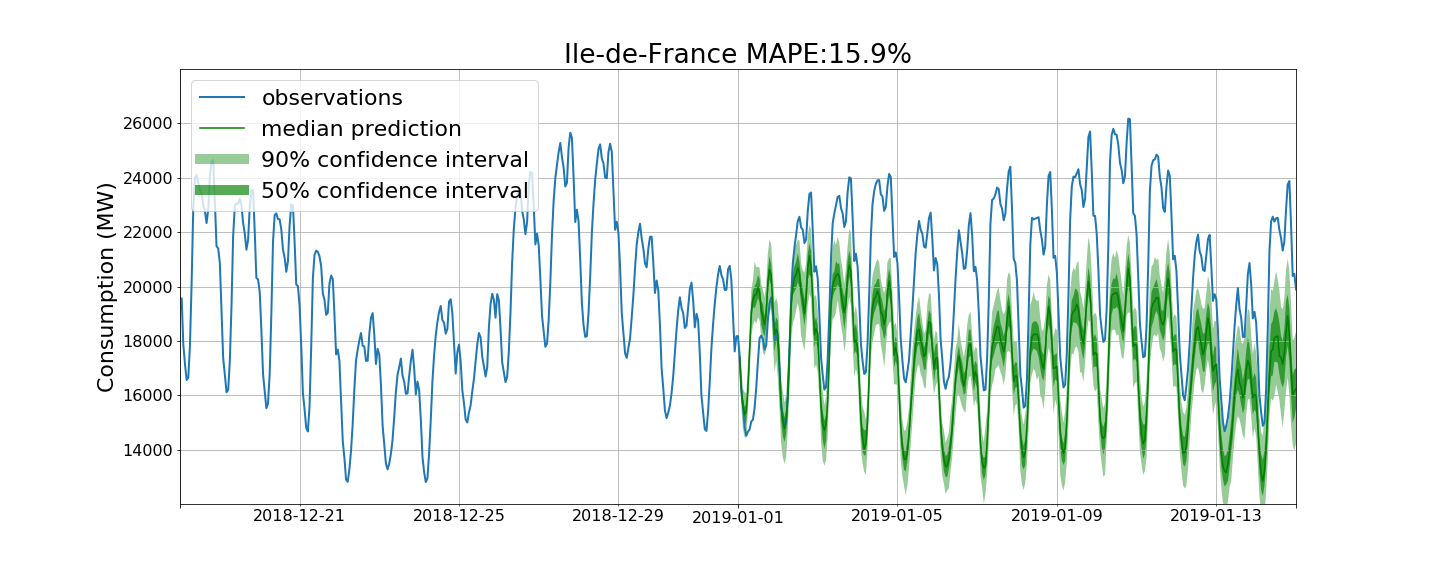 Ile-de-France MAPE:15.9%
observations
median prediction
90% confidence interval
50% confidence interval
Consumption (MW)
26000
24000
22000
20000
18000
16000
14000
2018-12-21
2018-12-25
2018-12-29
2019-01-01
2019-01-05
2019-01-09
2019-01-13